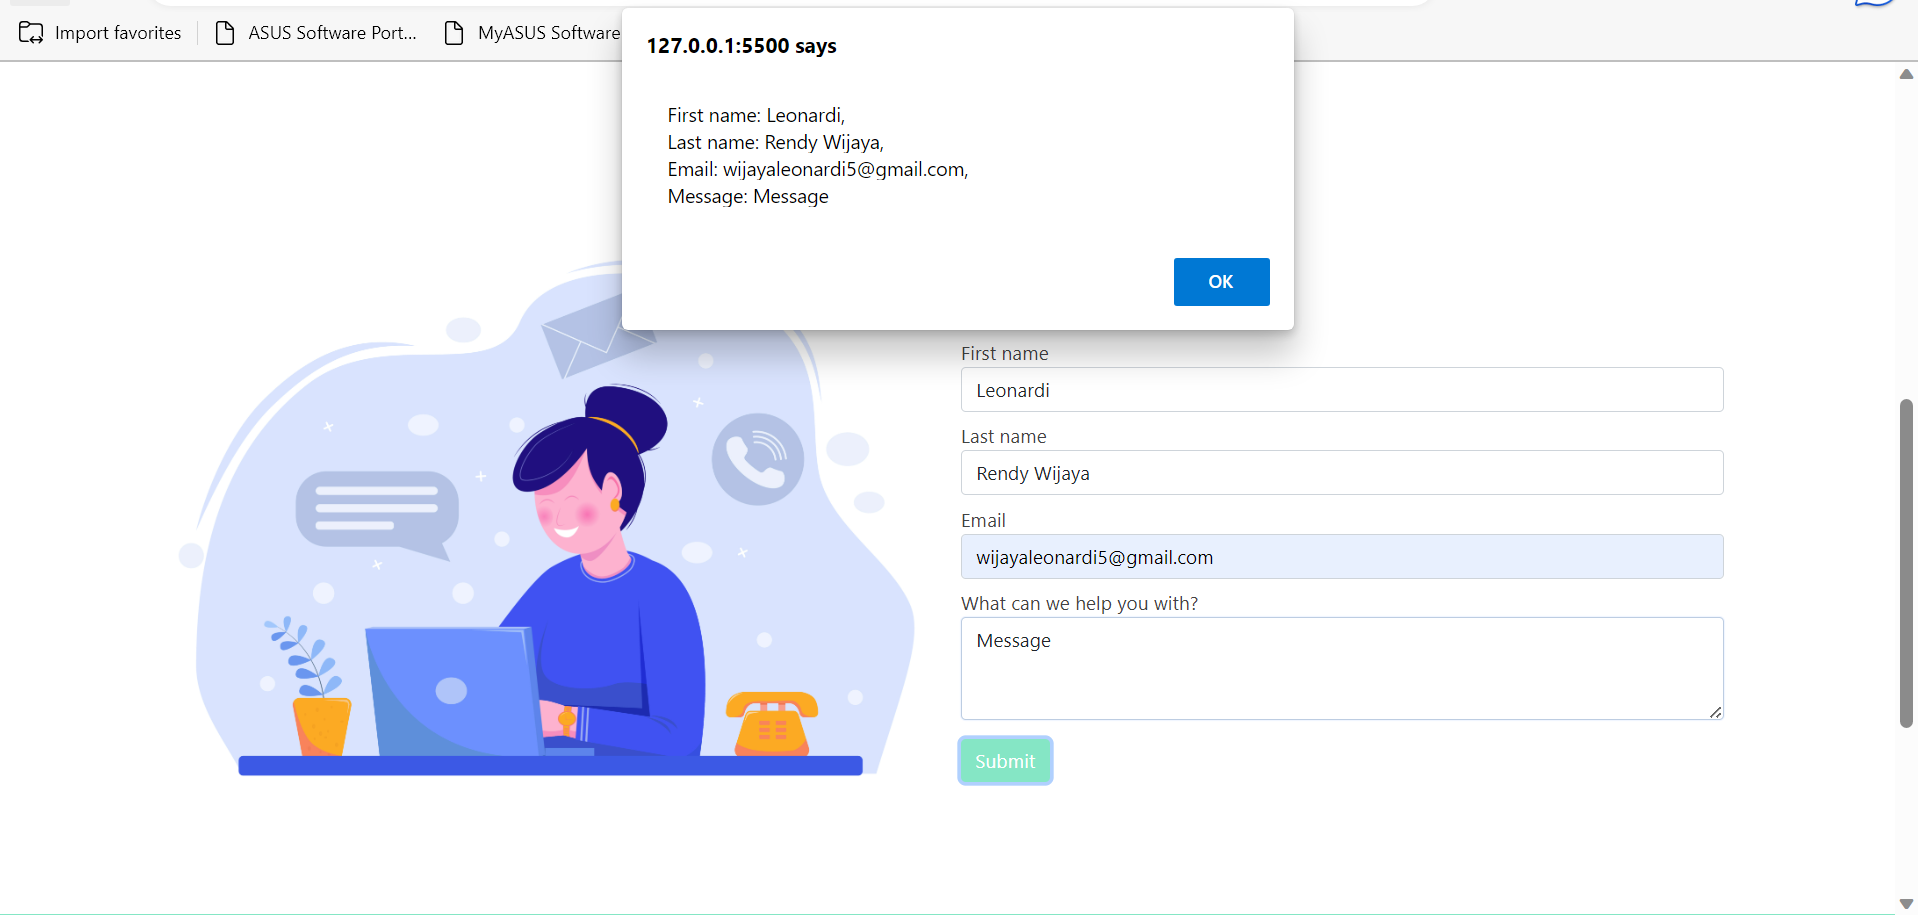 Import favorites
ASUS Software Port...
MyASUS Software
127.0.0.1:5500 says
First name: Leonardi,
Last name: Rendy Wijaya,
Email: wijayaleonardi5@gmail.com,
Message: Message
OK
First name
Leonardi
Last name
Rendy Wijaya
Email
wijayaleonardi5@gmail.com
What can we help you with?
Message
Submit